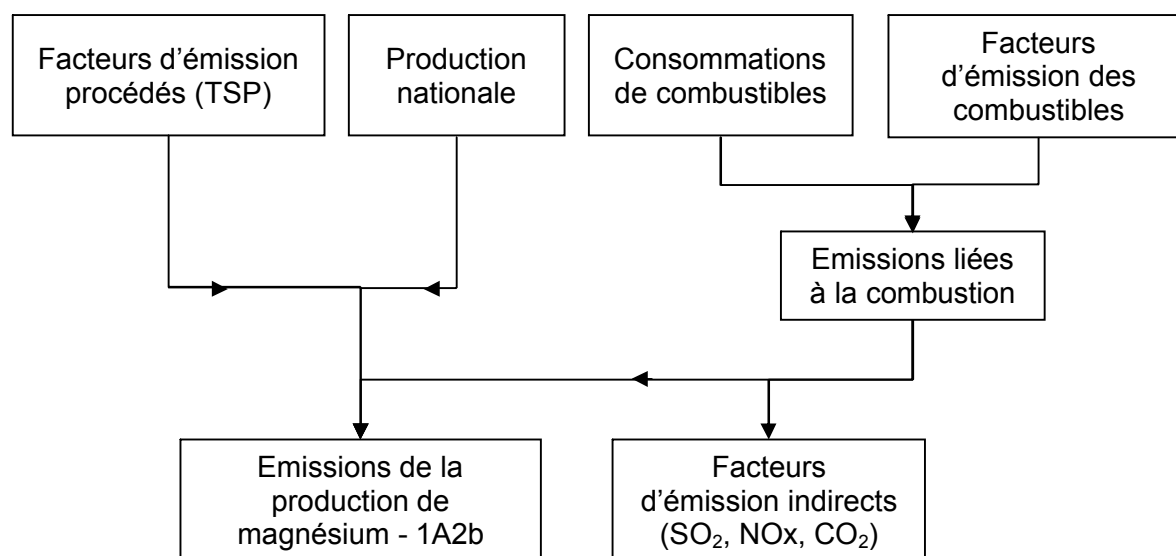 Facteurs d’émission
procédés (TSP)
Production
nationale
Consommations
de combustibles
Facteurs
d’émission des
combustibles
Emissions liées
à la combustion
Emissions de la
production de
magnésium - 1A2b
Facteurs
d’émission indirects
(SO₂, NOx, CO₂)